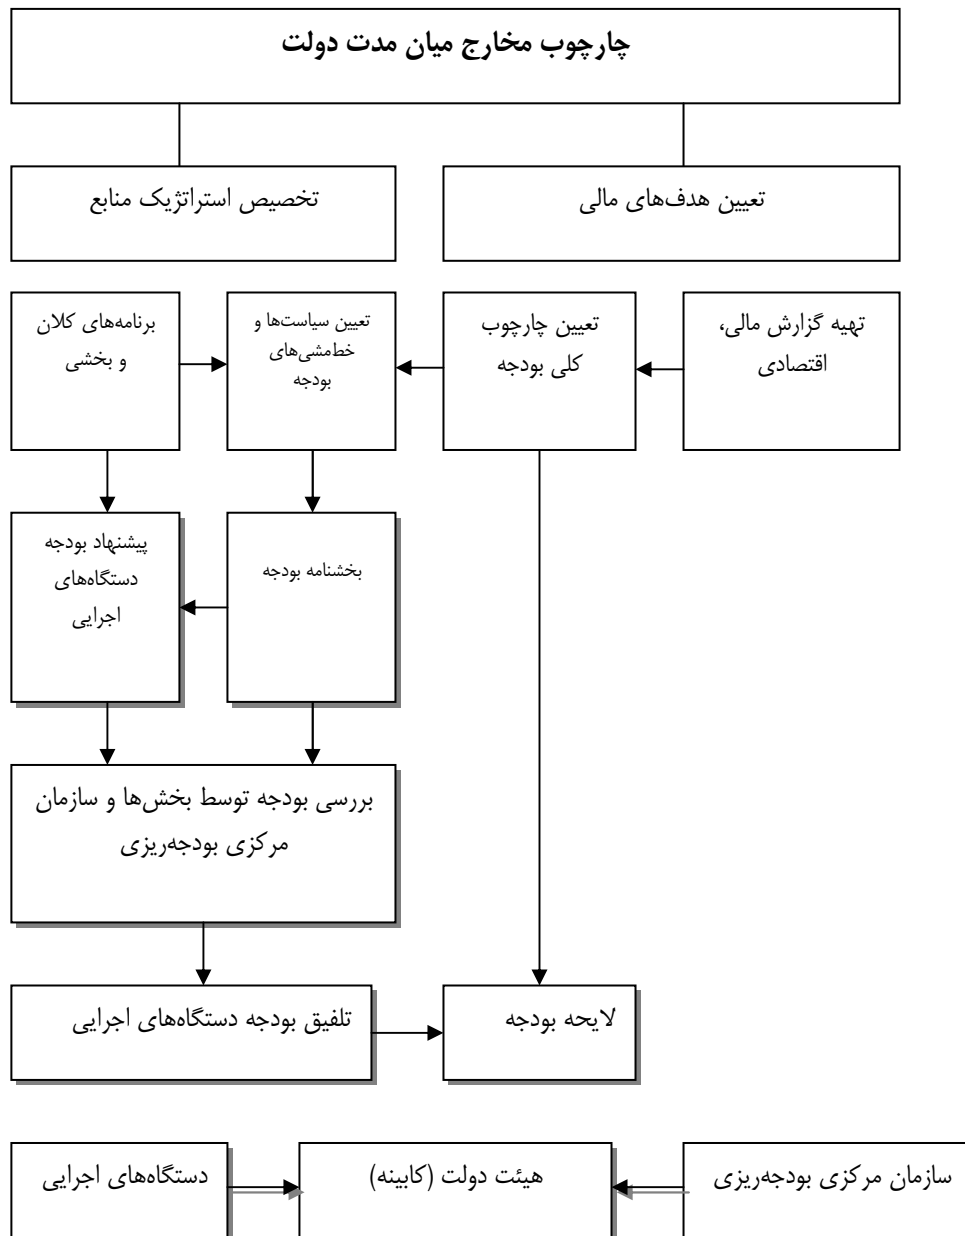 چارچوب مخارج میان مدت دولت
تعیین هدف‌های مالی
تخصیص استراتژیک منابع
تهیه گزارش مالی،
اقتصادی
تعیین چارچوب
کلی بودجه
تعیین سیاست‌ها و
خط‌مشی‌های
بودجه
برنامه‌های کلان
و بخشی
بخشنامه بودجه
پیشنهاد بودجه
دستگاه‌های
اجرایی
بررسی بودجه توسط بخش‌ها و سازمان
مرکزی بودجه‌ریزی
لایحه بودجه
تلفیق بودجه دستگاه‌های اجرایی
سازمان مرکزی بودجه‌ریزی
هیئت دولت (کابینه)
دستگاه‌های اجرایی